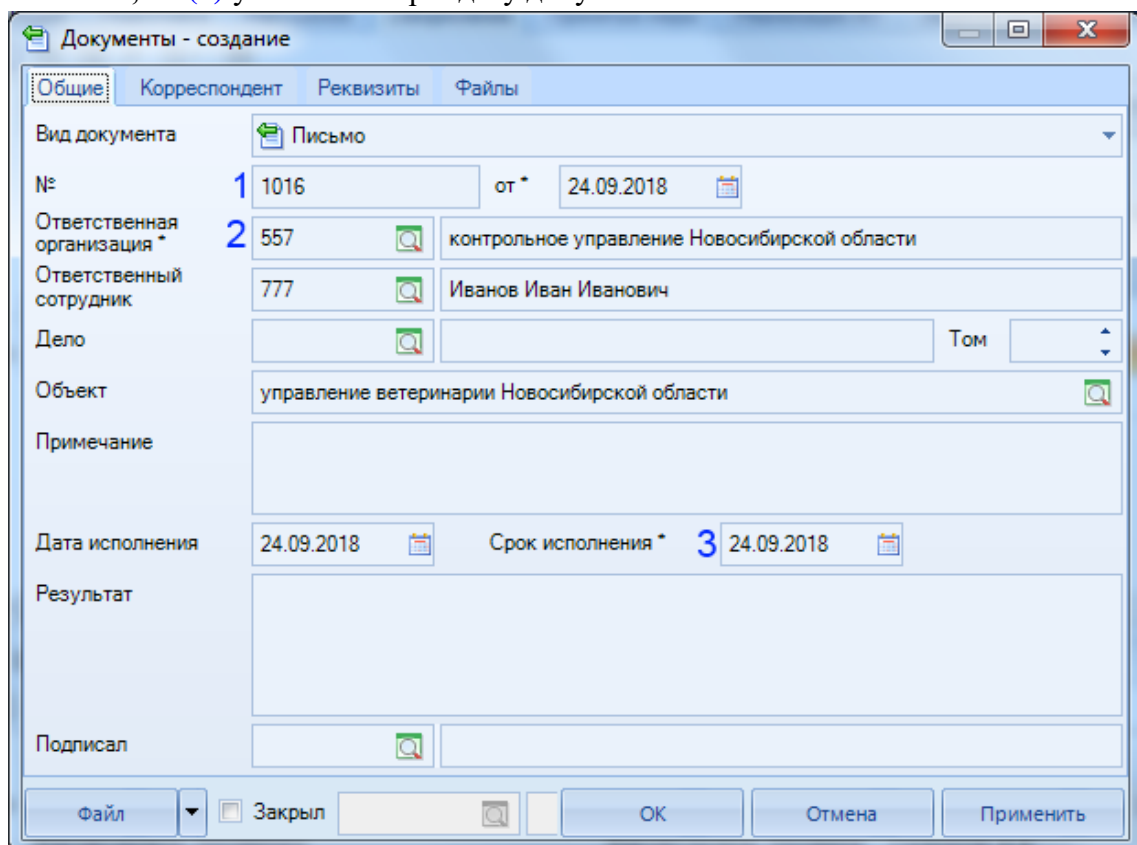 Документы - создание
Общие Корреспондент Реквизиты Файлы
Вид документа Письмо
№ 1 1016 от * 24.09.2018
Ответственная
организация * 2 557 контрольное управление Новосибирской области
Ответственный
сотрудник 777 Иванов Иван Иванович
Дело Том
Объект управление ветеринарии Новосибирской области
Примечание
Дата исполнения 24.09.2018 Срок исполнения * 3 24.09.2018
Результат
Подписал
Файл Закрыл ОК Отмена Применить